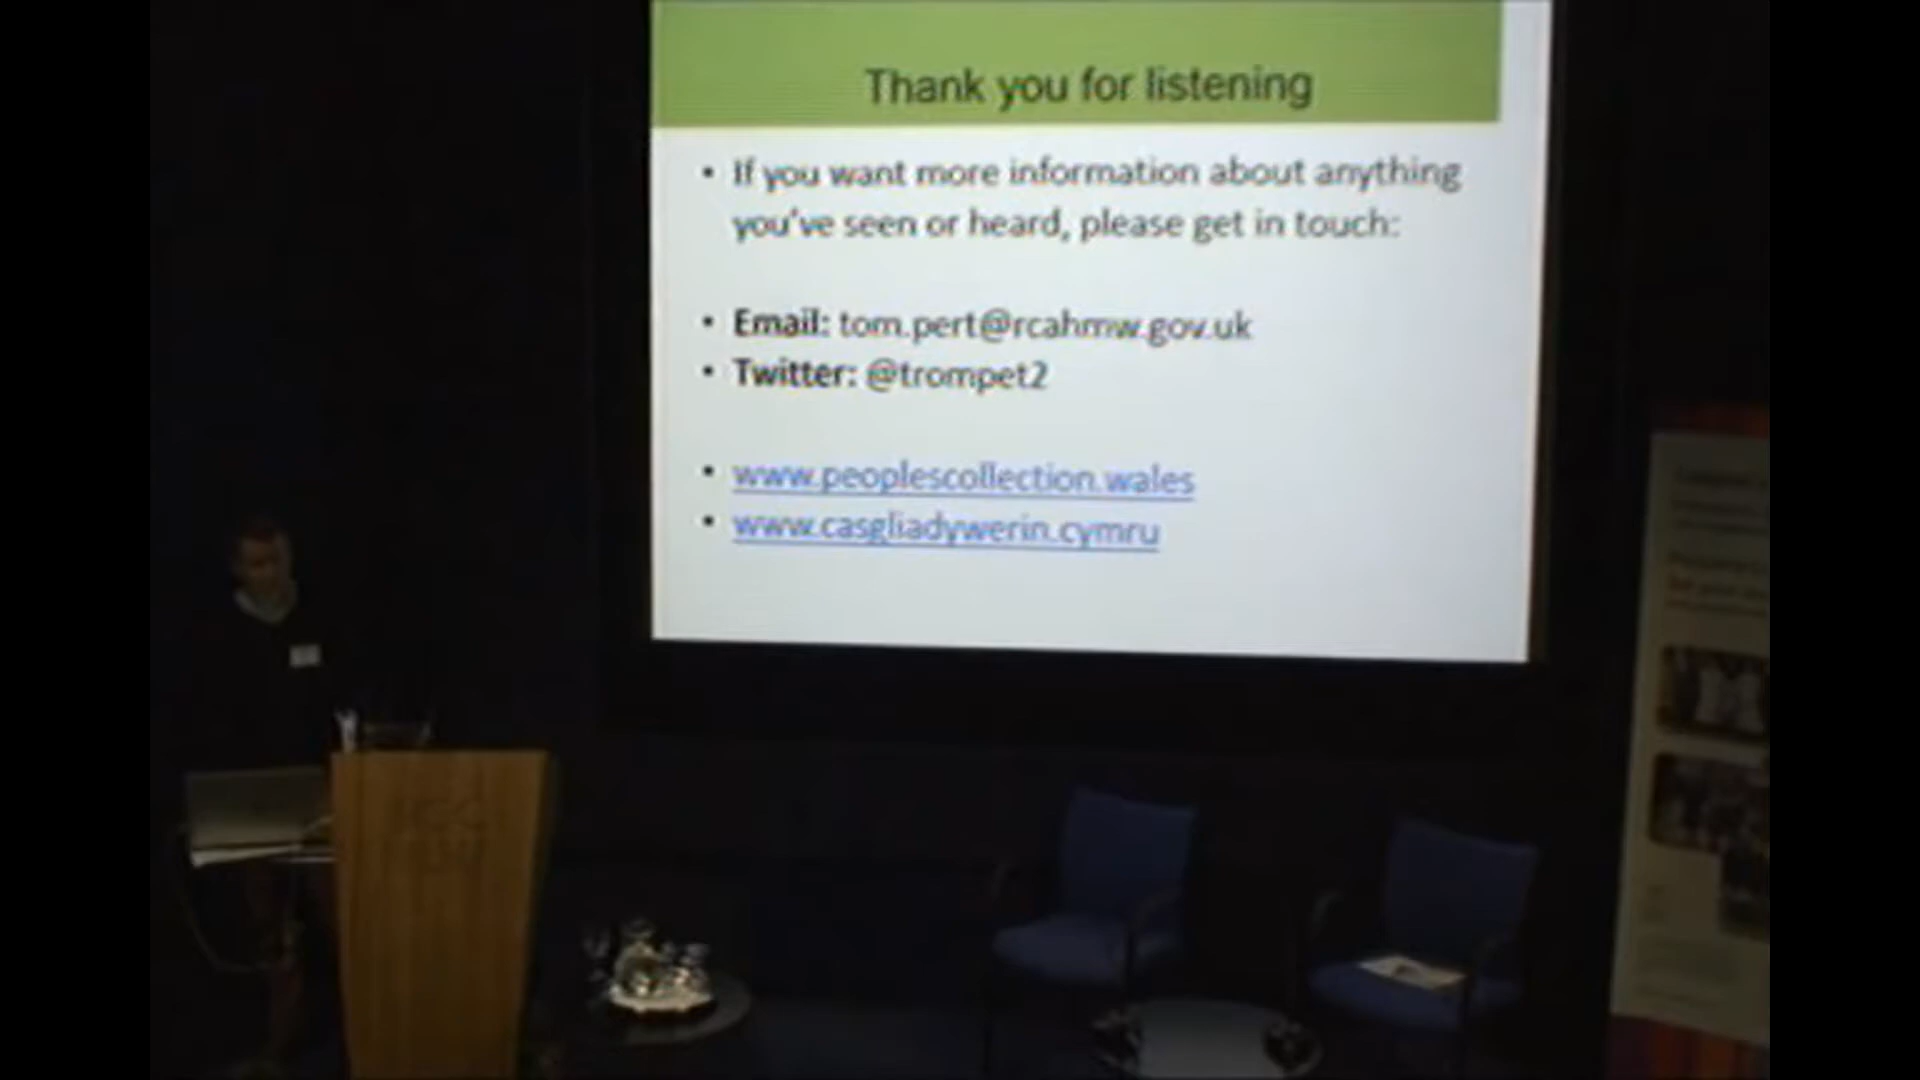 Thank you for listening
• If you want more information about anything
you've seen or heard, please get in touch:
• Email: tom.pert@rcahmw.gov.uk
• Twitter: @trompet2
• www.peoplescollection.wales
• www.casgliadywerin.cymru